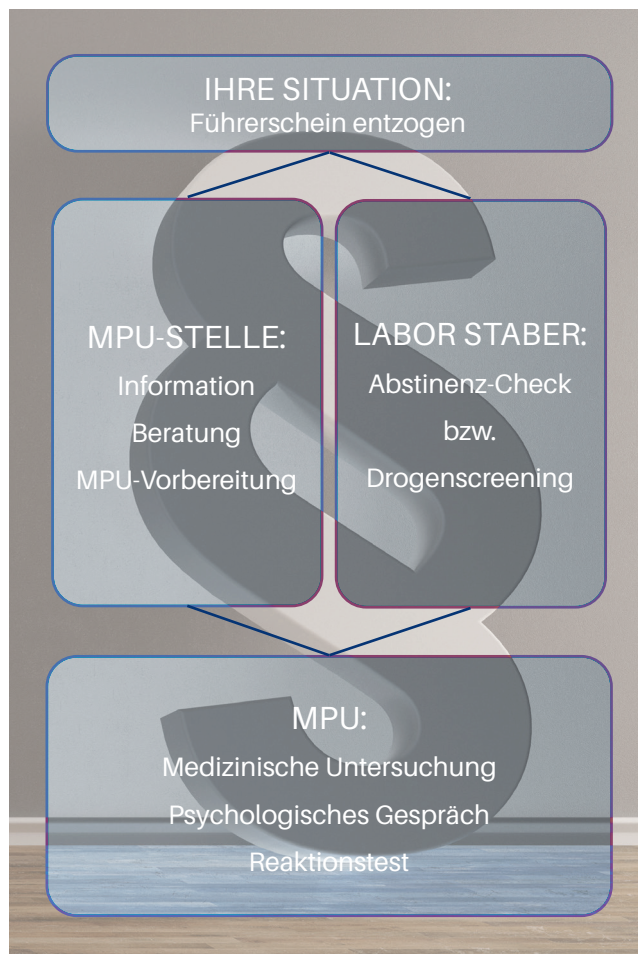 IHRE SITUATION:
Führerschein entzogen
MPU-STELLE:
Information
Beratung
MPU-Vorbereitung
LABOR STABER:
Abstinenz-Check
bzw.
Drogenscreening
MPU:
Medizinische Untersuchung
Psychologisches Gespräch
Reaktionstest